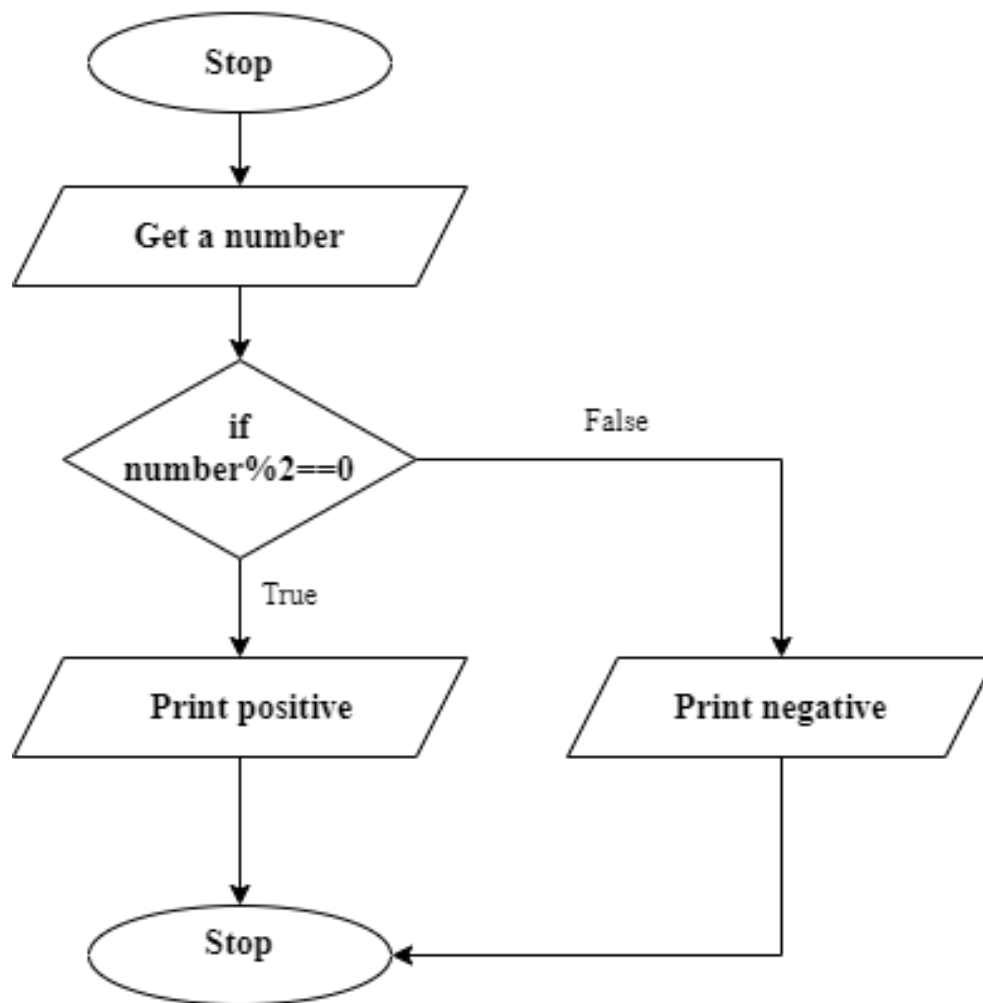 Stop
Get a number
if
number%2==0
False
True
Print positive
Print negative
Stop